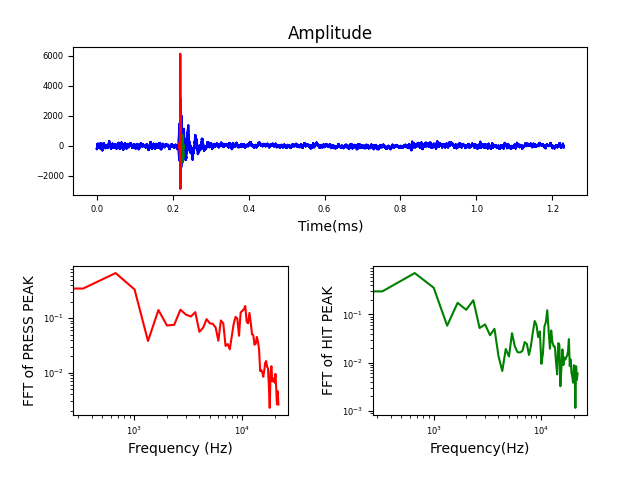 Amplitude
6000
4000
2000
0
−2000
0.0 0.2 0.4 0.6 0.8 1.0 1.2
Time(ms)
FFT of PRESS PEAK
10⁻¹
10⁻²
10³ 10⁴
Frequency (Hz)
FFT of HIT PEAK
10⁻¹
10⁻²
10⁻³
10³ 10⁴
Frequency(Hz)